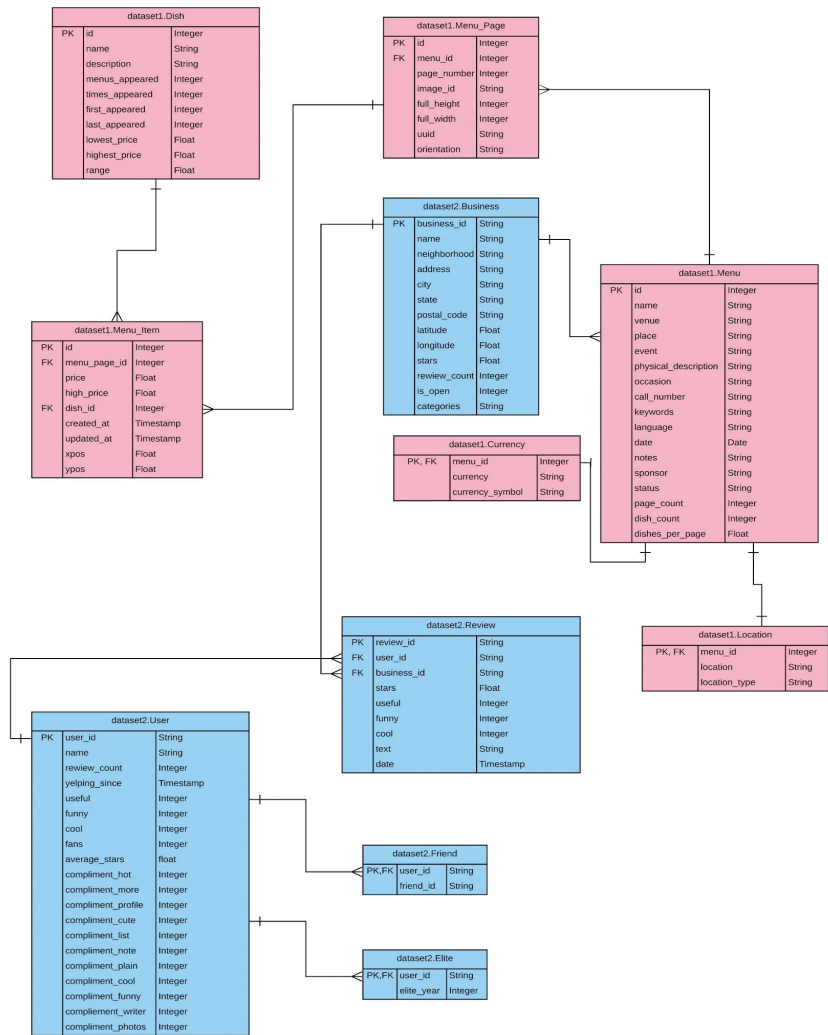 dataset1.Dish
PK id Integer
name String
description String
menus_appeared Integer
times_appeared Integer
first_appeared Integer
last_appeared Integer
lowest_price Float
highest_price Float
range Float
dataset1.Menu_Page
PK id Integer
FK menu_id Integer
page_number Integer
image_id String
full_height Integer
full_width Integer
uuid String
orientation String
dataset2.Business
PK business_id String
name String
neighborhood String
address String
city String
state String
postal_code String
latitude Float
longitude Float
stars Float
rewiew_count Integer
is_open Integer
categories String
dataset1.Menu
PK id Integer
name String
venue String
place String
event String
physical_description String
occasion String
call_number String
keywords String
language String
date Date
notes String
sponsor String
status String
page_count Integer
dish_count Integer
dishes_per_page Float
dataset1.Menu_Item
PK id Integer
FK menu_page_id Integer
price Float
high_price Float
FK dish_id Integer
created_at Timestamp
updated_at Timestamp
xpos Float
ypos Float
dataset1.Currency
PK, FK menu_id Integer
currency String
currency_symbol String
dataset2.Review
PK review_id String
FK user_id String
FK business_id String
stars Float
useful Integer
funny Integer
cool Integer
text String
date Timestamp
dataset1.Location
PK, FK menu_id Integer
location String
location_type String
dataset2.User
PK user_id String
name String
rewiew_count Integer
yelping_since Timestamp
useful Integer
funny Integer
cool Integer
fans Integer
average_stars float
compliment_hot Integer
compliment_more Integer
compliment_profile Integer
compliment_cute Integer
compliment_list Integer
compliment_note Integer
compliment_plain Integer
compliment_cool Integer
compliment_funny Integer
compliement_writer Integer
compliment_photos Integer
dataset2.Friend
PK,FK user_id String
friend_id String
dataset2.Elite
PK,FK user_id String
elite_year Integer